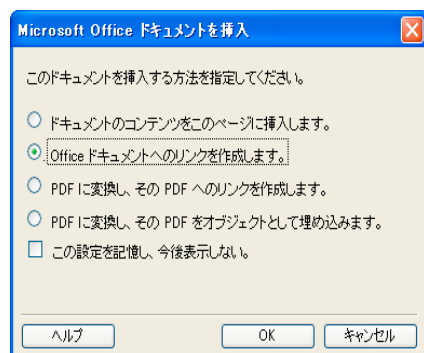 Microsoft Office ドキュメントを挿入
このドキュメントを挿入する方法を指定してください。
ドキュメントのコンテンツをこのページに挿入します。
Office ドキュメントへのリンクを作成します。
PDF に変換し、その PDF へのリンクを作成します。
PDF に変換し、その PDF をオブジェクトとして埋め込みます。
この設定を記憶し、今後表示しない。
ヘルプ OK キャンセル